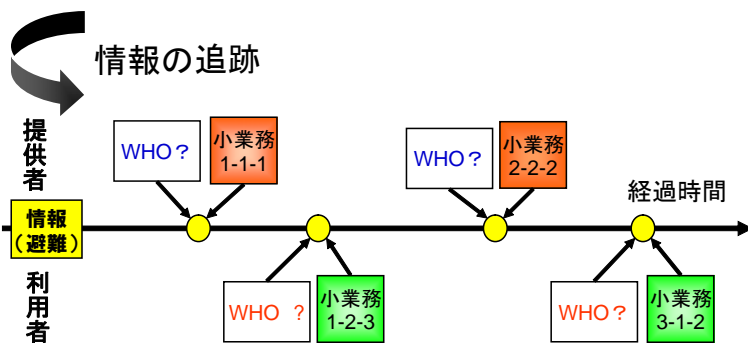 情報の追跡
提供者
WHO？
小業務
1-1-1
WHO？
小業務
2-2-2
経過時間
情報
（避難）
利用者
WHO ？
小業務
1-2-3
WHO？
小業務
3-1-2